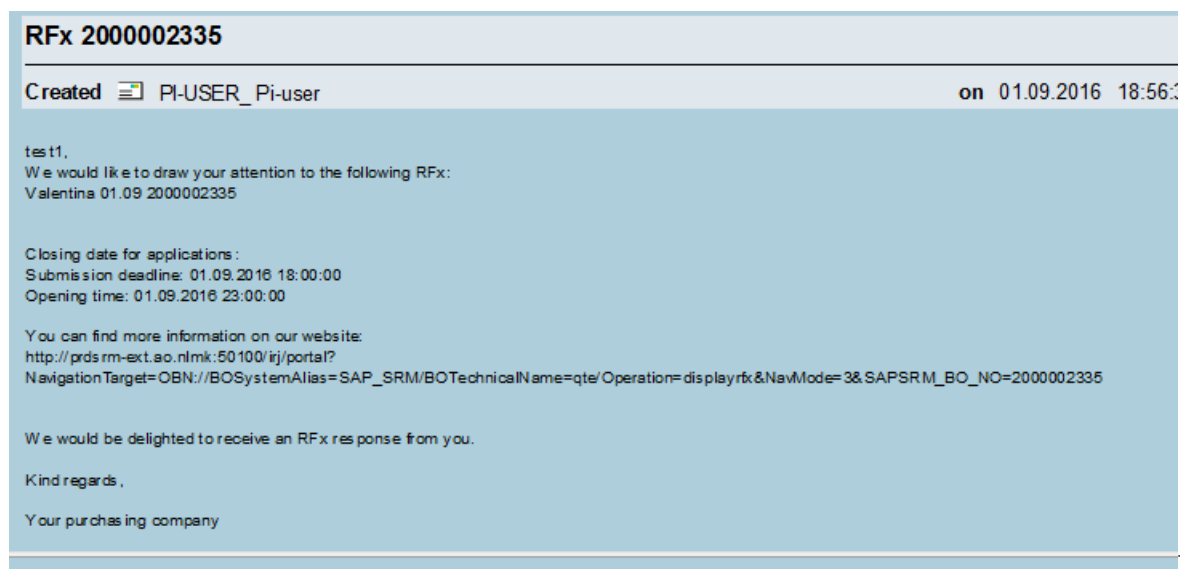 RFx 2000002335
Created PI-USER_ Pi-user on 01.09.2016 18:56:
test1,
We would like to draw your attention to the following RFx:
Valentina 01.09 2000002335
Closing date for applications:
Submission deadline: 01.09.2016 18:00:00
Opening time: 01.09.2016 23:00:00
You can find more information on our website:
http://prdsrm-ext.ao.nlmk:50100/irj/portal?
NavigationTarget=OBN://BOSystemAlias=SAP_SRM/BOTechnicalName=qte/Operation=displayrfx&NavMode=3&SAPSRM_BO_NO=2000002335
We would be delighted to receive an RFx response from you.
Kind regards,
Your purchasing company